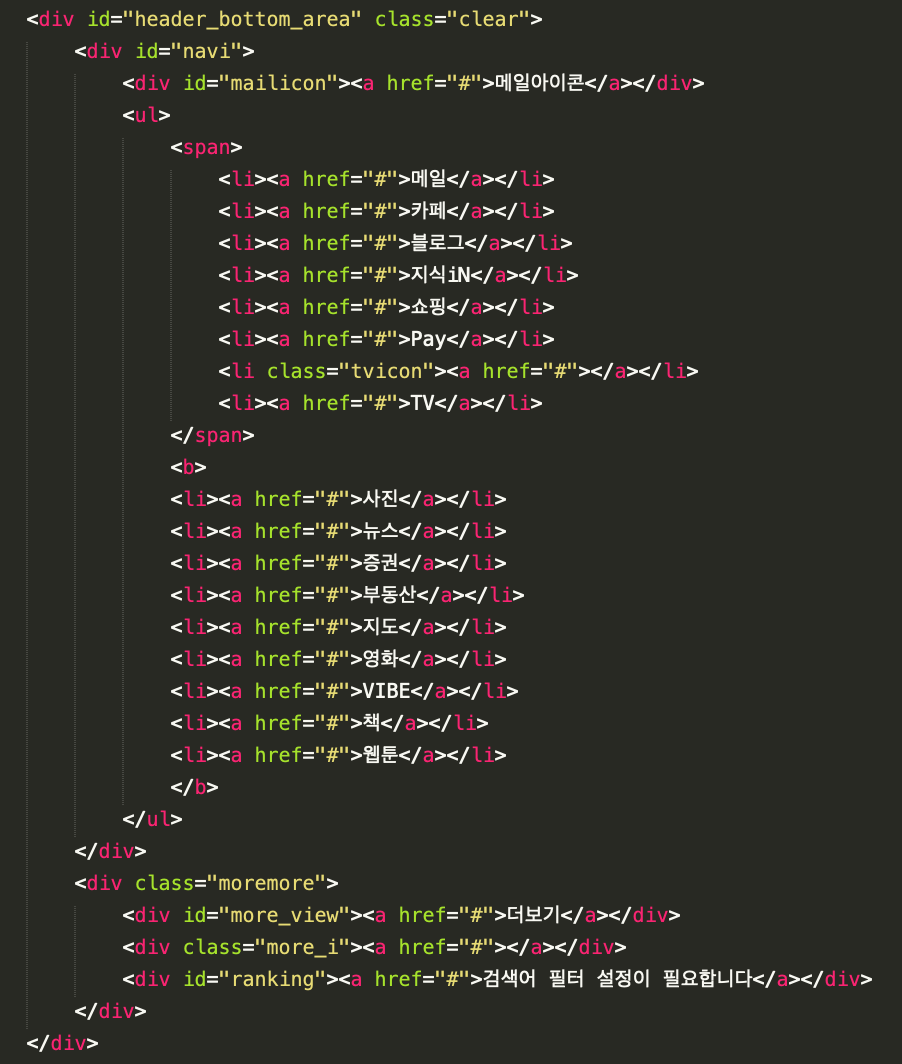 <div id="header_bottom_area" class="clear">
    <div id="navi">
        <div id="mailicon"><a href="#">메일아이콘</a></div>
        <ul>
            <span>
                <li><a href="#">메일</a></li>
                <li><a href="#">카페</a></li>
                <li><a href="#">블로그</a></li>
                <li><a href="#">지식iN</a></li>
                <li><a href="#">쇼핑</a></li>
                <li><a href="#">Pay</a></li>
                <li class="tvicon"><a href="#"></a></li>
                <li><a href="#">TV</a></li>
            </span>
            <b>
            <li><a href="#">사진</a></li>
            <li><a href="#">뉴스</a></li>
            <li><a href="#">증권</a></li>
            <li><a href="#">부동산</a></li>
            <li><a href="#">지도</a></li>
            <li><a href="#">영화</a></li>
            <li><a href="#">VIBE</a></li>
            <li><a href="#">책</a></li>
            <li><a href="#">웹툰</a></li>
            </b>
        </ul>
    </div>
    <div class="moremore">
        <div id="more_view"><a href="#">더보기</a></div>
        <div class="more_i"><a href="#"></a></div>
        <div id="ranking"><a href="#">검색어 필터 설정이 필요합니다</a></div>
    </div>
</div>